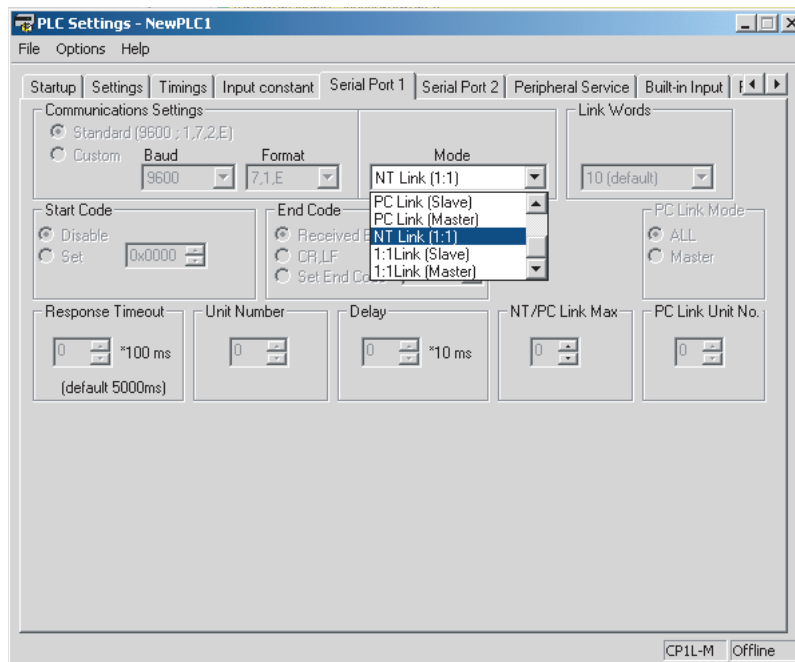 PLC Settings - NewPLC1
File Options Help
Startup Settings Timings Input constant Serial Port 1 Serial Port 2 Peripheral Service Built-in Input
Communications Settings
Link Words
Standard (9600 ; 1,7,2,E)
Custom Baud Format Mode
9600 7,1,E NT Link (1:1) 10 (default)
PC Link (Slave)
PC Link (Master)
NT Link (1:1)
1:1Link (Slave)
1:1Link (Master)
Start Code End Code PC Link Mode
Disable Received ALL
Set 0x0000 CR,LF Master
Set End
Response Timeout Unit Number Delay NT/PC Link Max PC Link Unit No.
0 *100 ms 0 0 *10 ms 0 0
(default 5000ms)
CP1L-M Offline